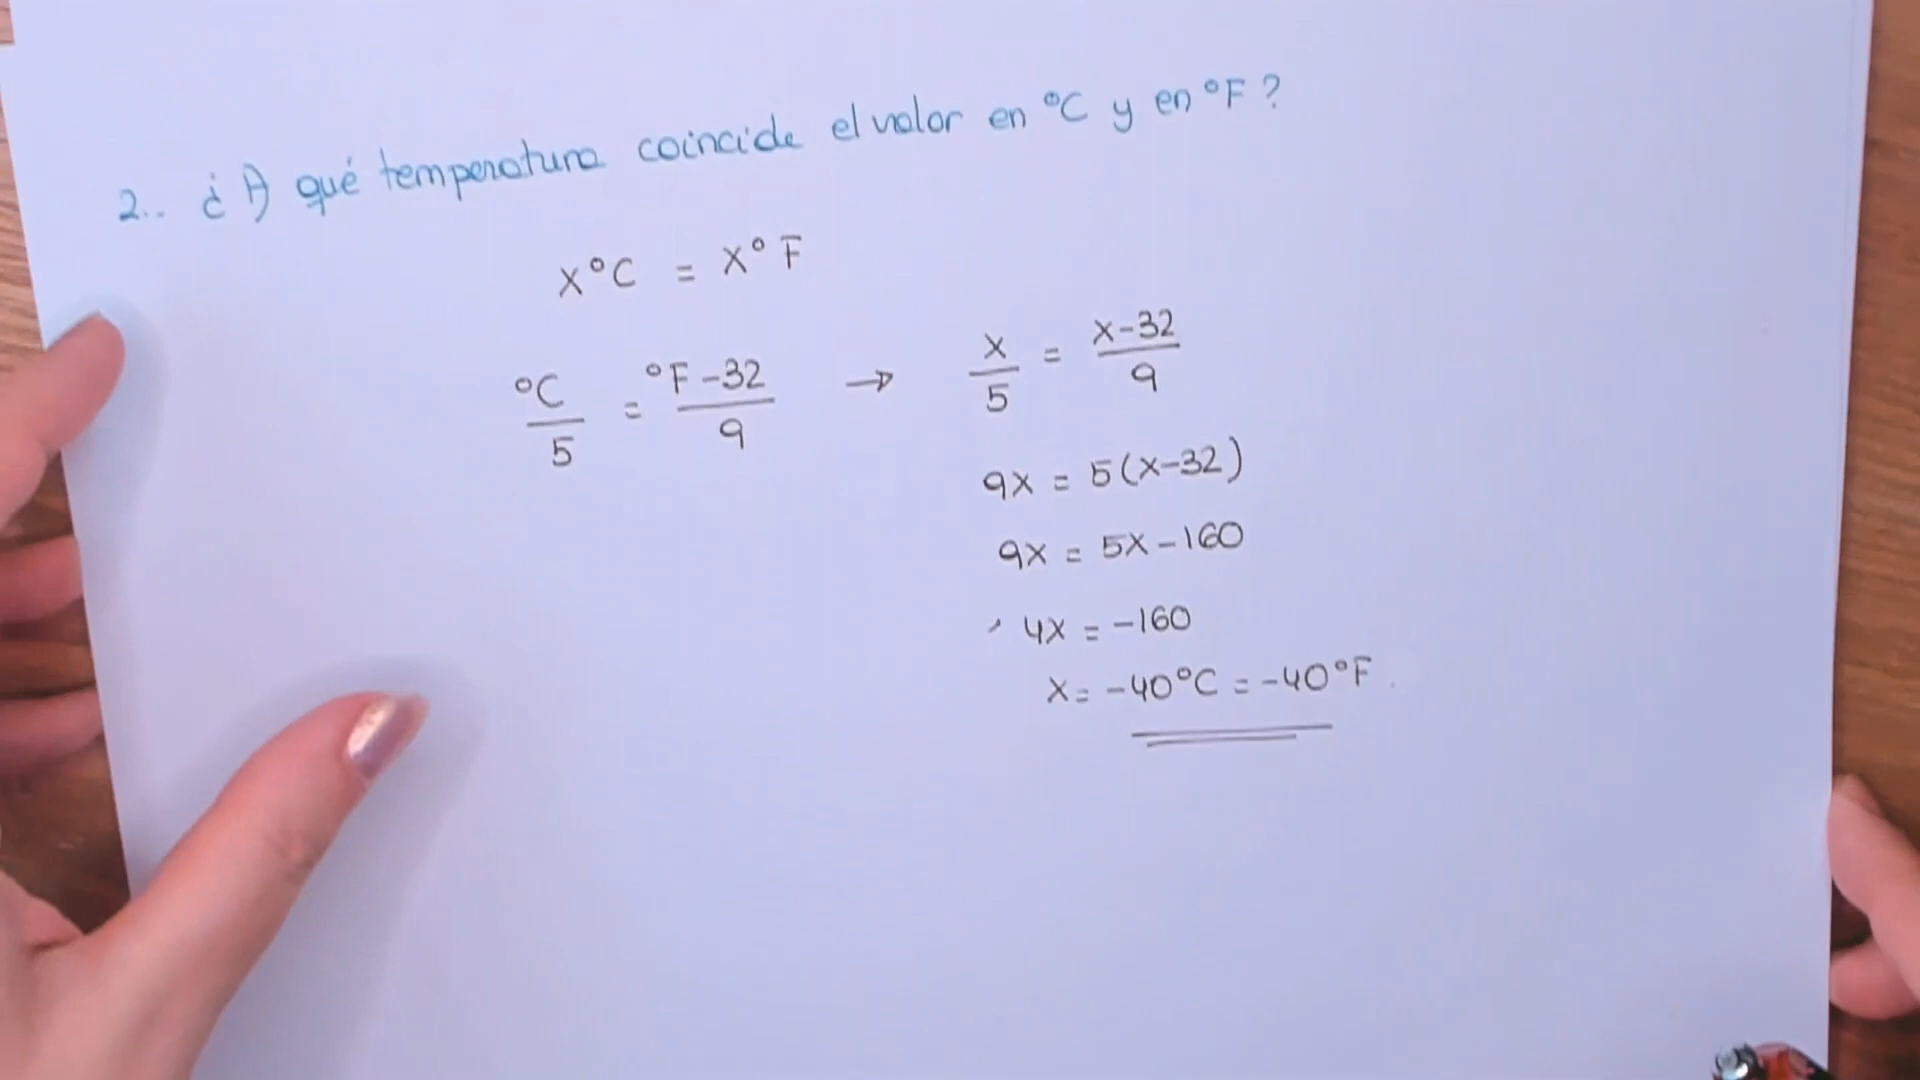 2.. ¿A qué temperatura coincide el valor en °C y en °F?
x°C = x°F
°C/5 = °F-32/9 → x/5 = x-32/9
9x = 5(x-32)
9x = 5x-160
4x = -160
x = -40°C = -40°F.